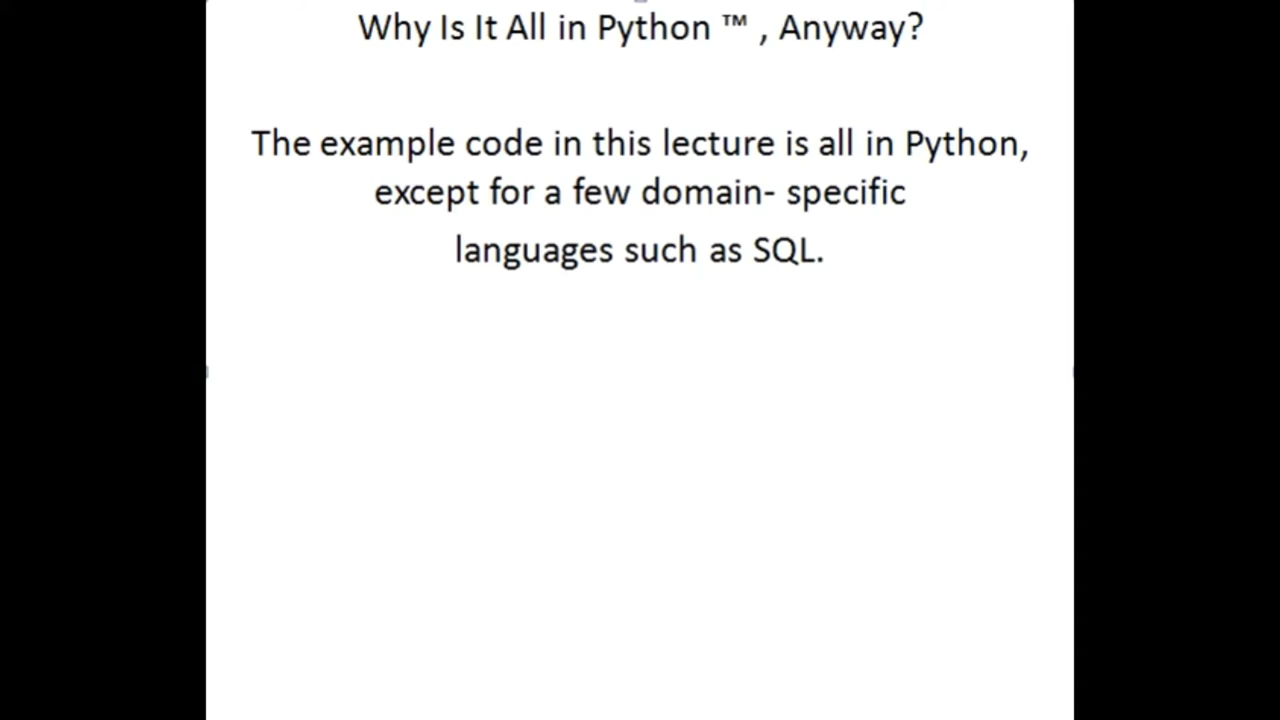 Why Is It All in Python ™ , Anyway?
The example code in this lecture is all in Python,
except for a few domain- specific
languages such as SQL.